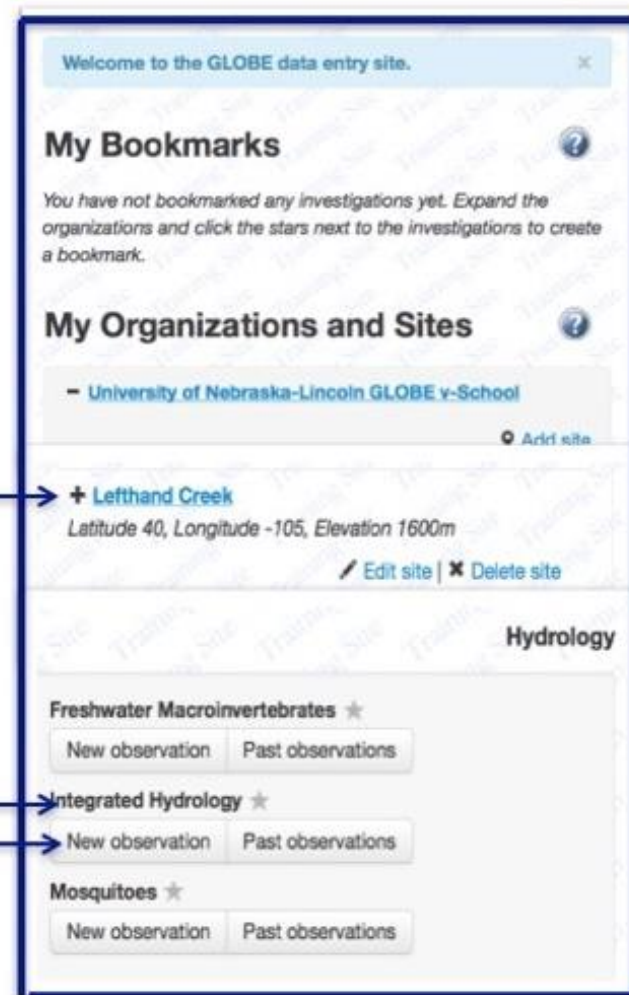 Welcome to the GLOBE data entry site. ×
My Bookmarks ?
You have not bookmarked any investigations yet. Expand the
organizations and click the stars next to the investigations to create
a bookmark.
My Organizations and Sites ?
− University of Nebraska-Lincoln GLOBE v-School
Add site
+ Lefthand Creek
Latitude 40, Longitude -105, Elevation 1600m
Edit site | ✖ Delete site
Hydrology
Freshwater Macroinvertebrates ★
New observation Past observations
Integrated Hydrology ★
New observation Past observations
Mosquitoes ★
New observation Past observations